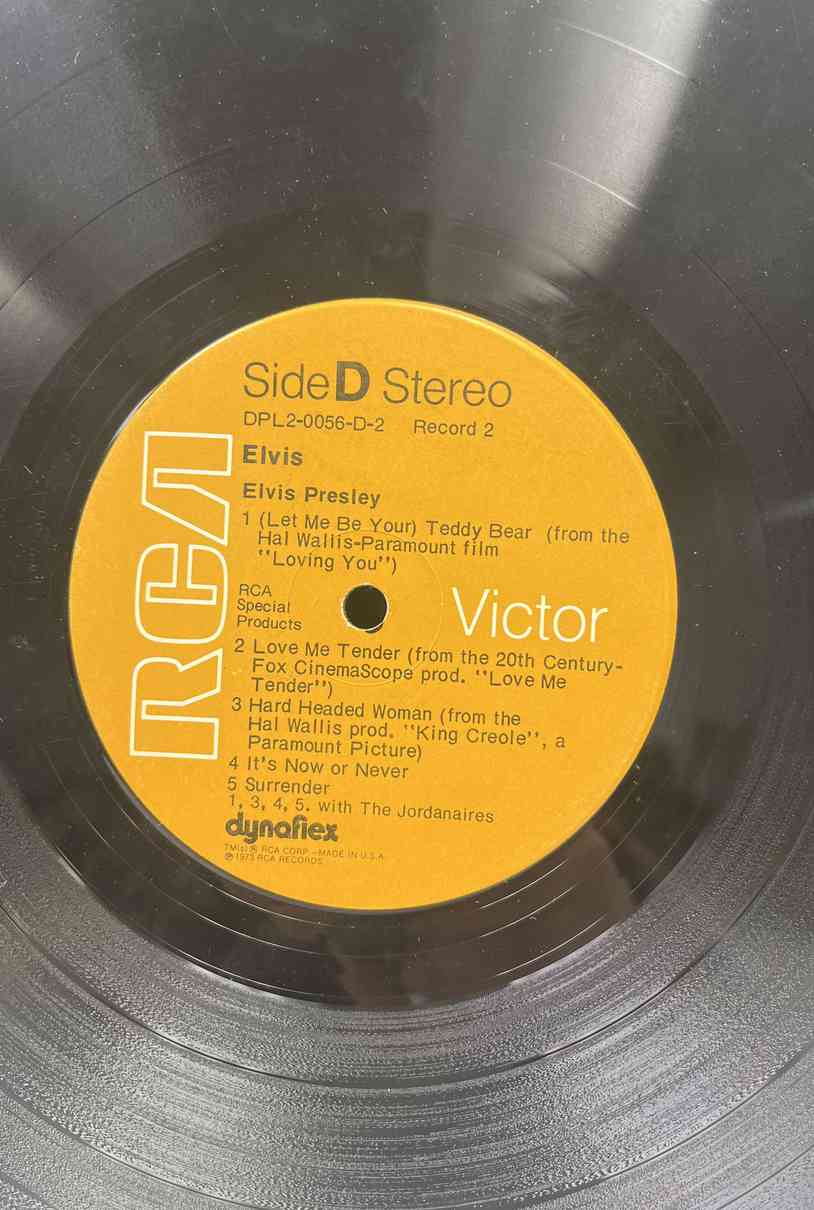 Side D Stereo
DPL2-0056-D-2 Record 2
Elvis
Elvis Presley
1 (Let Me Be Your) Teddy Bear (from the
Hal Wallis-Paramount film
"Loving You")
RCA
Special
Products
RCA
Victor
2 Love Me Tender (from the 20th Century-
Fox CinemaScope prod. "Love Me
Tender")
3 Hard Headed Woman (from the
Hal Wallis prod. "King Creole", a
Paramount Picture)
4 It's Now or Never
5 Surrender
1, 3, 4, 5. with The Jordanaires
dynaflex
TM(s) ® RCA CORP.-MADE IN U.S.A.
℗ 1973 RCA RECORDS